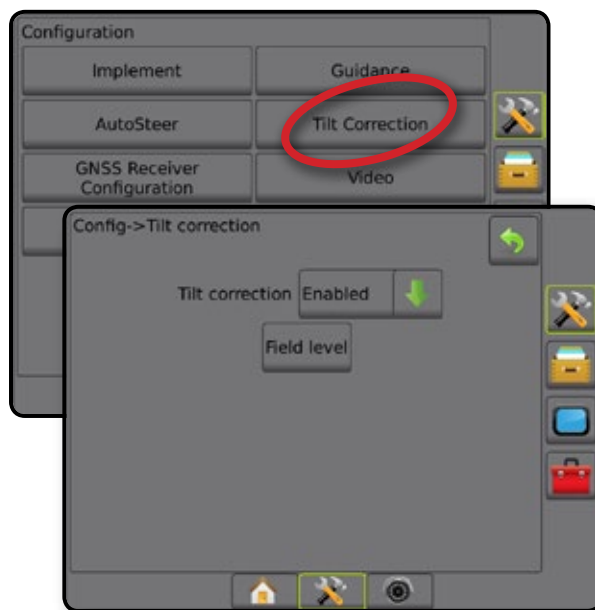 Configuration
Implement
Guidance
AutoSteer
Tilt Correction
GNSS Receiver
Configuration
Video
Config->Tilt correction
Tilt correction Enabled
Field level